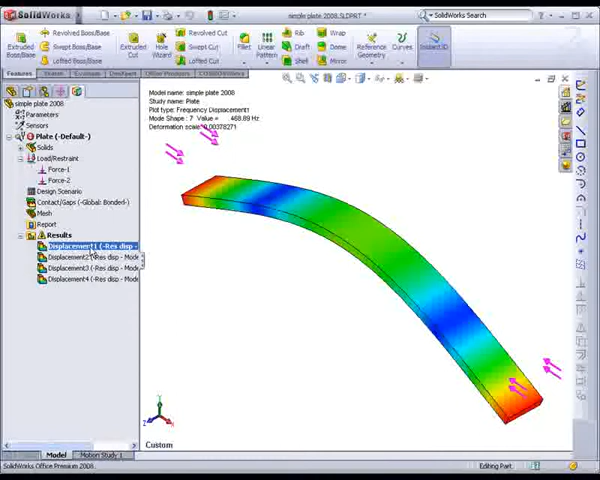 SolidWorks
simple plate 2008.SLDPRT *
SolidWorks Search
Extruded Boss/Base
Revolved Boss/Base
Swept Boss/Base
Lofted Boss/Base
Extruded Cut
Hole Wizard
Revolved Cut
Swept Cut
Lofted Cut
Fillet
Linear Pattern
Rib
Draft
Shell
Wrap
Dome
Mirror
Reference Geometry
Curves
Instant3D
Features
Sketch
Evaluate
DimXpert
Office Products
simple plate 2008
Parameters
Sensors
Plate (-Default-)
Solids
Load/Restraint
Force-1
Force-2
Design Scenario
Contact/Gaps (-Global: Bonded-)
Mesh
Report
Results
Displacement1 (-Res disp -
Displacement2 (-Res disp - Mode
Displacement3 (-Res disp - Mode
Displacement4 (-Res disp - Mode
Model name: simple plate 2008
Study name: Plate
Plot type: Frequency Displacement1
Mode Shape : 7 Value = 468.89 Hz
Deformation scale: 0.00378271
Y
X
Z
Custom
Model
Motion Study 1
SolidWorks Office Premium 2008
Editing Part